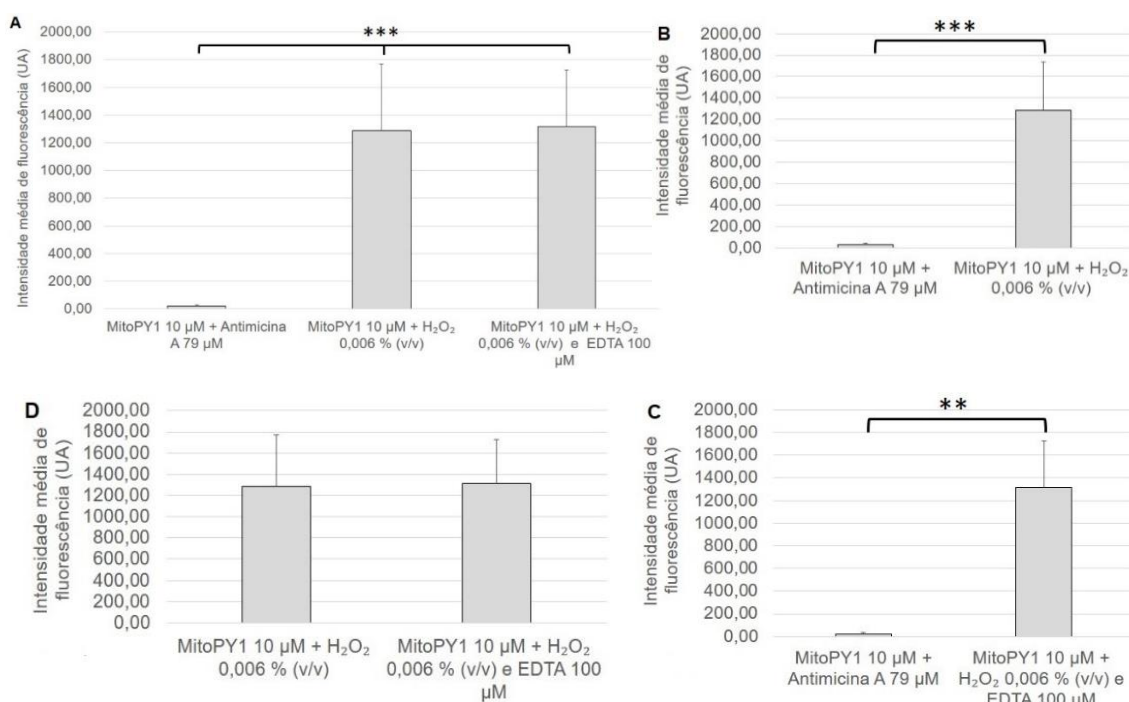 A
***
Intensidade média de fluorescência (UA)
2000,00
1800,00
1600,00
1400,00
1200,00
1000,00
800,00
600,00
400,00
200,00
0,00
MitoPY1 10 µM + Antimicina
A 79 µM
MitoPY1 10 µM + H₂O₂
0,006 % (v/v)
MitoPY1 10 µM + H₂O₂
0,006 % (v/v) e EDTA 100
µM
B
***
Intensidade média de
fluorescência (UA)
2000,00
1800,00
1600,00
1400,00
1200,00
1000,00
800,00
600,00
400,00
200,00
0,00
MitoPY1 10 µM +
Antimicina A 79 µM
MitoPY1 10 µM + H₂O₂
0,006 % (v/v)
D
Intensidade média de
fluorescência (UA)
2000,00
1800,00
1600,00
1400,00
1200,00
1000,00
800,00
600,00
400,00
200,00
0,00
MitoPY1 10 µM + H₂O₂
0,006 % (v/v)
MitoPY1 10 µM + H₂O₂
0,006 % (v/v) e EDTA 100
µM
C
**
Intensidade média de
fluorescência (UA)
2000,00
1800,00
1600,00
1400,00
1200,00
1000,00
800,00
600,00
400,00
200,00
0,00
MitoPY1 10 µM +
Antimicina A 79 µM
MitoPY1 10 µM +
H₂O₂ 0,006 % (v/v) e
EDTA 100 µM